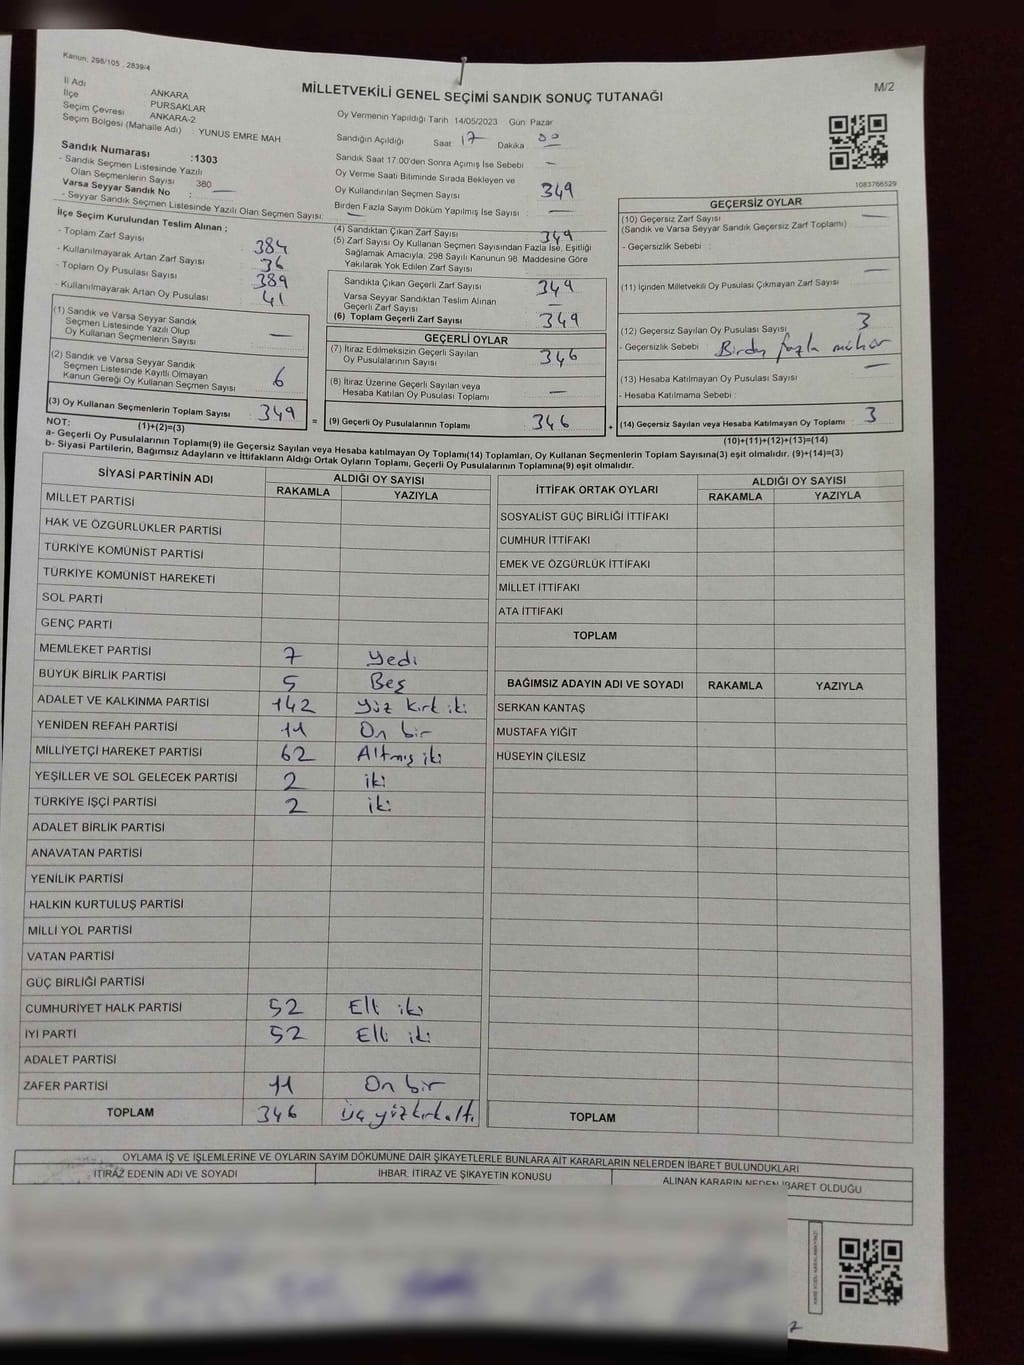 Kanun; 298/105 , 2839/4
M/2
MİLLETVEKİLİ GENEL SEÇİMİ SANDIK SONUÇ TUTANAĞI
İl Adı ANKARA
İlçe PURSAKLAR
Seçim Çevresi ANKARA-2
Seçim Bölgesi (Mahalle Adı) : YUNUS EMRE MAH
Sandık Numarası :1303
- Sandık Seçmen Listesinde Yazılı
Olan Seçmenlerin Sayısı 380
Varsa Seyyar Sandık No : —
- Seyyar Sandık Seçmen Listesinde Yazılı Olan Seçmen Sayısı: —
Oy Vermenin Yapıldığı Tarih 14/05/2023 Gün Pazar
Sandığın Açıldığı Saat 17 Dakika 00
Sandık Saat 17.00'den Sonra Açımış İse Sebebi —
Oy Verme Saati Bitiminde Sırada Bekleyen ve
Oy Kullandırılan Seçmen Sayısı 349
Birden Fazla Sayım Döküm Yapılmış İse Sayısı —
1083766529
İlçe Seçim Kurulundan Teslim Alınan :
- Toplam Zarf Sayısı 384
- Kullanılmayarak Artan Zarf Sayısı 36
- Toplam Oy Pusulası Sayısı 389
- Kullanılmayarak Artan Oy Pusulası 41
(1) Sandık ve Varsa Seyyar Sandık
Seçmen Listesinde Yazılı Olup
Oy Kullanan Seçmenlerin Sayısı —
(2) Sandık ve Varsa Seyyar Sandık
Seçmen Listesinde Kayıtlı Olmayan
Kanun Gereği Oy Kullanan Seçmen Sayısı 6
(3) Oy Kullanan Seçmenlerin Toplam Sayısı 349
(1)+(2)=(3)
(4) Sandıktan Çıkan Zarf Sayısı 349
(5) Zarf Sayısı Oy Kullanan Seçmen Sayısından Fazla İse, Eşitliği
Sağlamak Amacıyla, 298 Sayılı Kanunun 98. Maddesine Göre
Yakılarak Yok Edilen Zarf Sayısı
Sandıkta Çıkan Geçerli Zarf Sayısı 349
Varsa Seyyar Sandıktan Teslim Alınan
Geçerli Zarf Sayısı —
(6) Toplam Geçerli Zarf Sayısı 349
GEÇERLİ OYLAR
(7) İtiraz Edilmeksizin Geçerli Sayılan
Oy Pusulalarının Sayısı 346
(8) İtiraz Üzerine Geçerli Sayılan veya
Hesaba Katılan Oy Pusulası Toplamı —
= (9) Geçerli Oy Pusulalarının Toplamı 346
GEÇERSİZ OYLAR
(10) Geçersiz Zarf Sayısı —
(Sandık ve Varsa Seyyar Sandık Geçersiz Zarf Toplamı)
- Geçersizlik Sebebi :
(11) İçinden Milletvekili Oy Pusulası Çıkmayan Zarf Sayısı —
(12) Geçersiz Sayılan Oy Pusulası Sayısı 3
- Geçersizlik Sebebi Birden fazla mühür
(13) Hesaba Katılmayan Oy Pusulası Sayısı —
- Hesaba Katılmama Sebebi :
+ (14) Geçersiz Sayılan veya Hesaba Katılmayan Oy Toplamı 3
(10)+(11)+(12)+(13)=(14)
NOT:
a- Geçerli Oy Pusulalarının Toplamı(9) ile Geçersiz Sayılan veya Hesaba katılmayan Oy Toplamı(14) Toplamları, Oy Kullanan Seçmenlerin Toplam Sayısına(3) eşit olmalıdır. (9)+(14)=(3)
b- Siyasi Partilerin, Bağımsız Adayların ve İttifakların Aldığı Ortak Oyların Toplamı, Geçerli Oy Pusulalarının Toplamına(9) eşit olmalıdır.
SİYASİ PARTİNİN ADI ALDIĞI OY SAYISI
RAKAMLA YAZIYLA
MİLLET PARTİSİ
HAK VE ÖZGÜRLÜKLER PARTİSİ
TÜRKİYE KOMÜNİST PARTİSİ
TÜRKİYE KOMÜNİST HAREKETİ
SOL PARTİ
GENÇ PARTİ
MEMLEKET PARTİSİ 7 Yedi
BÜYÜK BİRLİK PARTİSİ 5 Beş
ADALET VE KALKINMA PARTİSİ 142 Yüz kırk iki
YENİDEN REFAH PARTİSİ 11 On bir
MİLLİYETÇİ HAREKET PARTİSİ 62 Altmış iki
YEŞİLLER VE SOL GELECEK PARTİSİ 2 iki
TÜRKİYE İŞÇİ PARTİSİ 2 iki
ADALET BİRLİK PARTİSİ
ANAVATAN PARTİSİ
YENİLİK PARTİSİ
HALKIN KURTULUŞ PARTİSİ
MİLLİ YOL PARTİSİ
VATAN PARTİSİ
GÜÇ BİRLİĞİ PARTİSİ
CUMHURİYET HALK PARTİSİ 52 Elli iki
İYİ PARTİ 52 Elli iki
ADALET PARTİSİ
ZAFER PARTİSİ 11 On bir
TOPLAM 346 Üç yüz kırk altı
İTTİFAK ORTAK OYLARI ALDIĞI OY SAYISI
RAKAMLA YAZIYLA
SOSYALİST GÜÇ BİRLİĞİ İTTİFAKI
CUMHUR İTTİFAKI
EMEK VE ÖZGÜRLÜK İTTİFAKI
MİLLET İTTİFAKI
ATA İTTİFAKI
TOPLAM
BAĞIMSIZ ADAYIN ADI VE SOYADI RAKAMLA YAZIYLA
SERKAN KANTAŞ
MUSTAFA YİĞİT
HÜSEYİN ÇİLESİZ
TOPLAM
OYLAMA İŞ VE İŞLEMLERİNE VE OYLARIN SAYIM DÖKÜMÜNE DAİR ŞİKAYETLERLE BUNLARA AİT KARARLARIN NELERDEN İBARET BULUNDUKLARI
İTİRAZ EDENİN ADI VE SOYADI İHBAR, İTİRAZ VE ŞİKAYETİN KONUSU ALINAN KARARIN NEDEN İBARET OLDUĞU